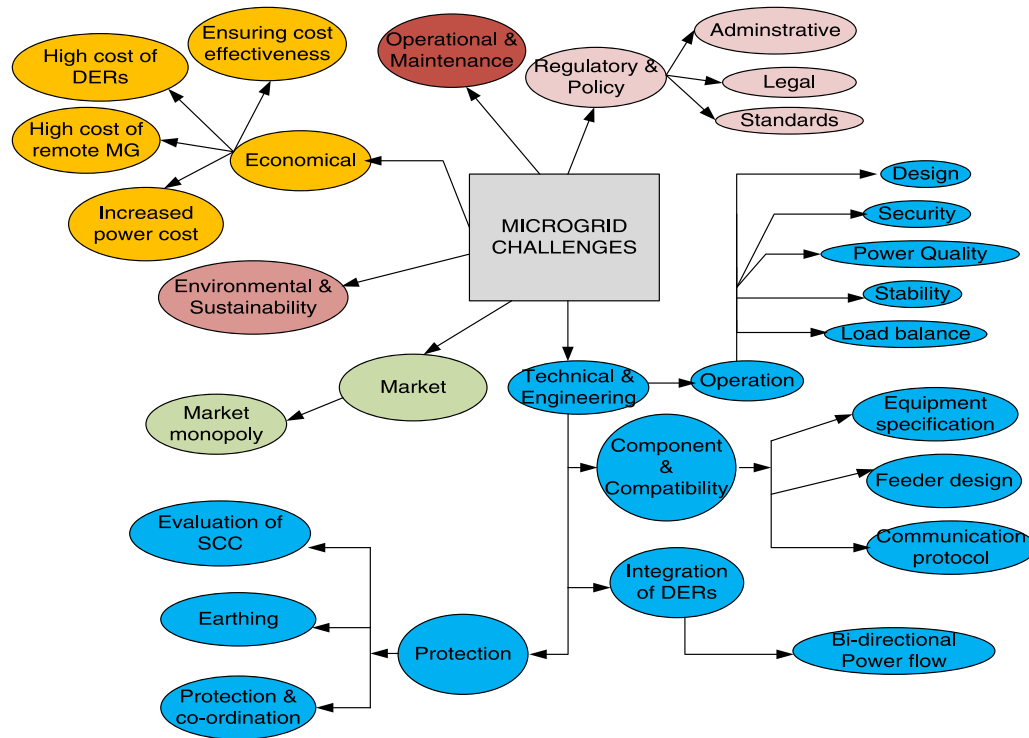 Ensuring cost
effectiveness
High cost of
DERs
High cost of
remote MG
Economical
Increased
power cost
Operational &
Maintenance
Regulatory &
Policy
Adminstrative
Legal
Standards
MICROGRID
CHALLENGES
Environmental &
Sustainability
Market
Market
monopoly
Technical &
Engineering
Operation
Design
Security
Power Quality
Stability
Load balance
Component
&
Compatibility
Equipment
specification
Feeder design
Communication
protocol
Integration
of DERs
Bi-directional
Power flow
Protection
Evaluation of
SCC
Earthing
Protection &
co-ordination